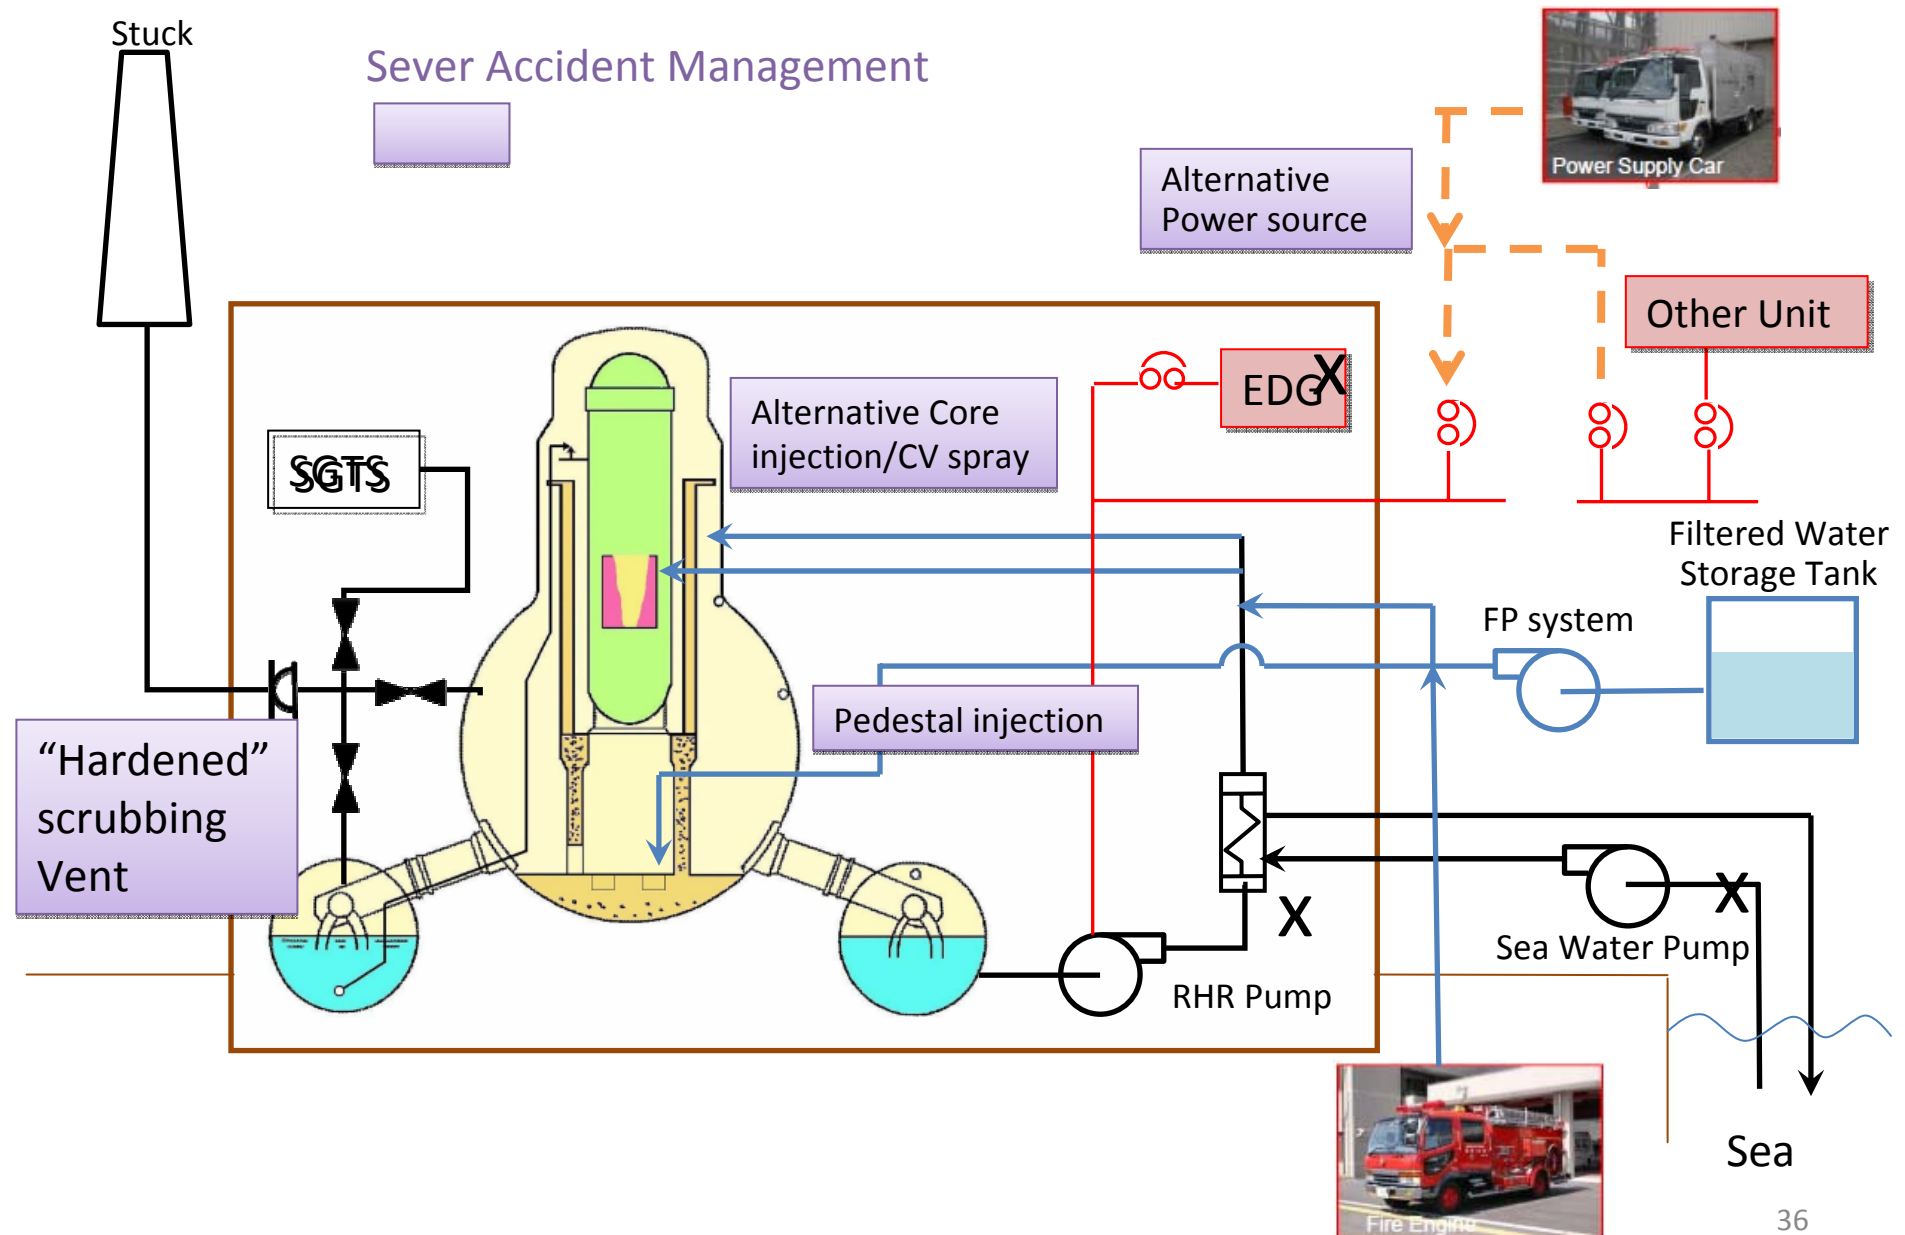 Stuck
Sever Accident Management
Power Supply Car
Alternative
Power source
Other Unit
EDG
X
Alternative Core
injection/CV spray
SGTS
SGTS
Filtered Water
Storage Tank
FP system
Pedestal injection
“Hardened”
scrubbing
Vent
X
X
Sea Water Pump
RHR Pump
Sea
Fire Engine
36